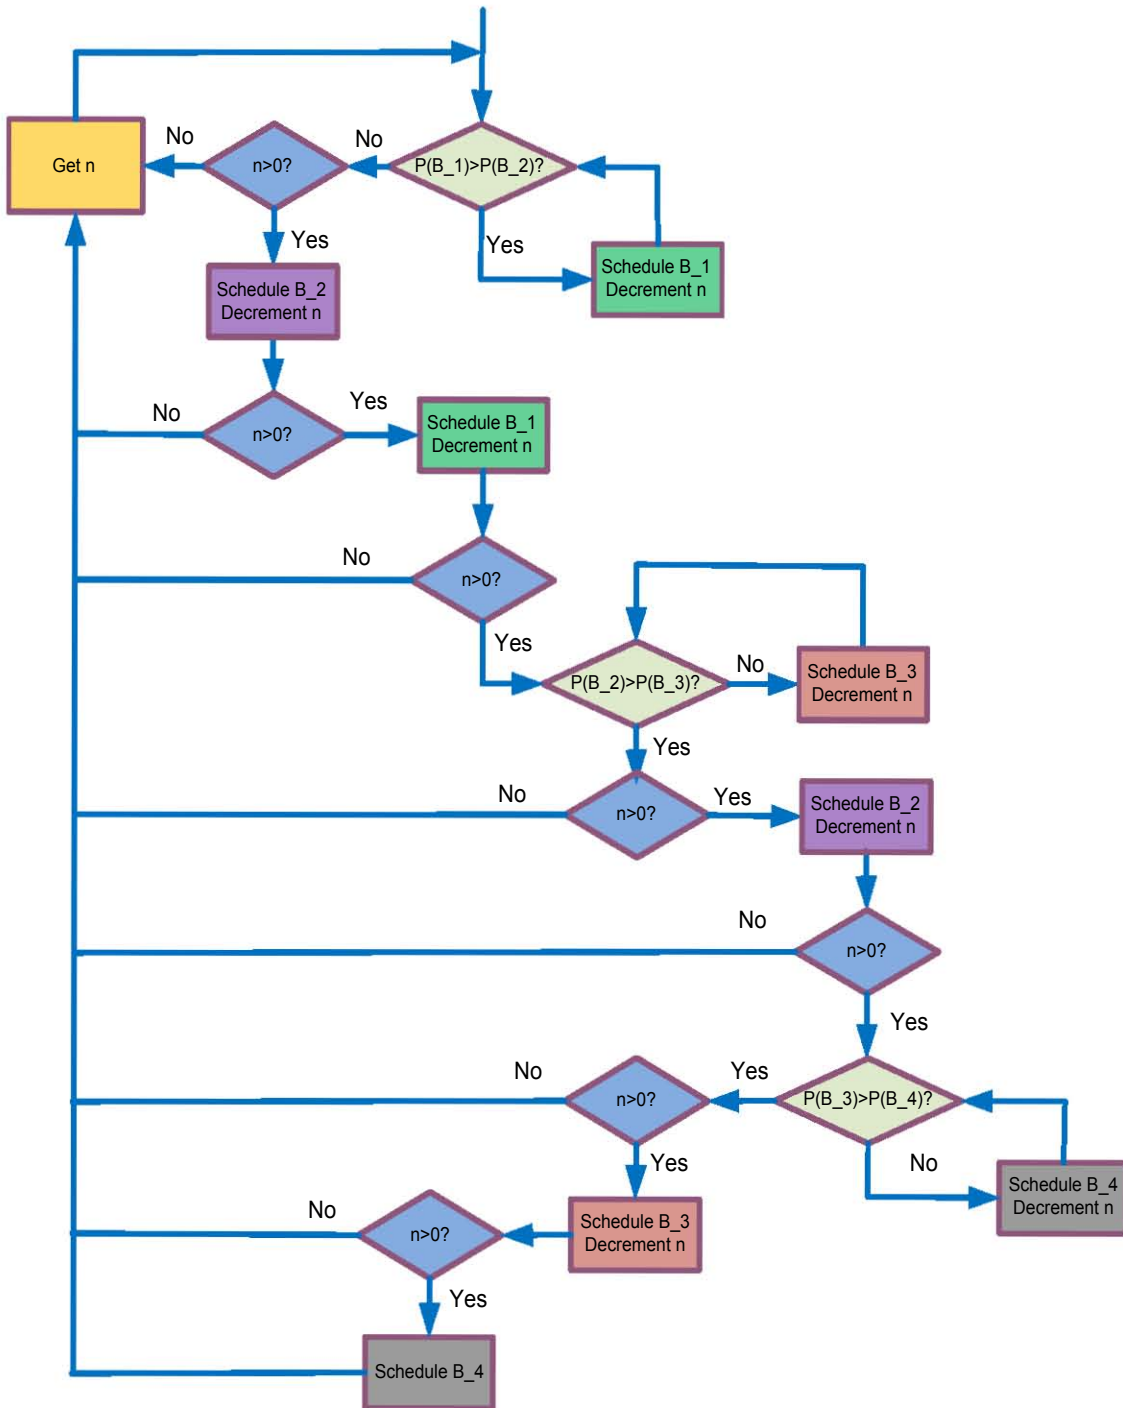 No
No
Get n
n>0?
P(B_1)>P(B_2)?
Yes
Yes
Schedule B_1
Decrement n
Schedule B_2
Decrement n
No
Yes
n>0?
Schedule B_1
Decrement n
No
n>0?
Yes
No
P(B_2)>P(B_3)?
Schedule B_3
Decrement n
Yes
No
Yes
n>0?
Schedule B_2
Decrement n
No
n>0?
Yes
No
Yes
n>0?
P(B_3)>P(B_4)?
Yes
No
Schedule B_4
Decrement n
No
n>0?
Schedule B_3
Decrement n
Yes
Schedule B_4